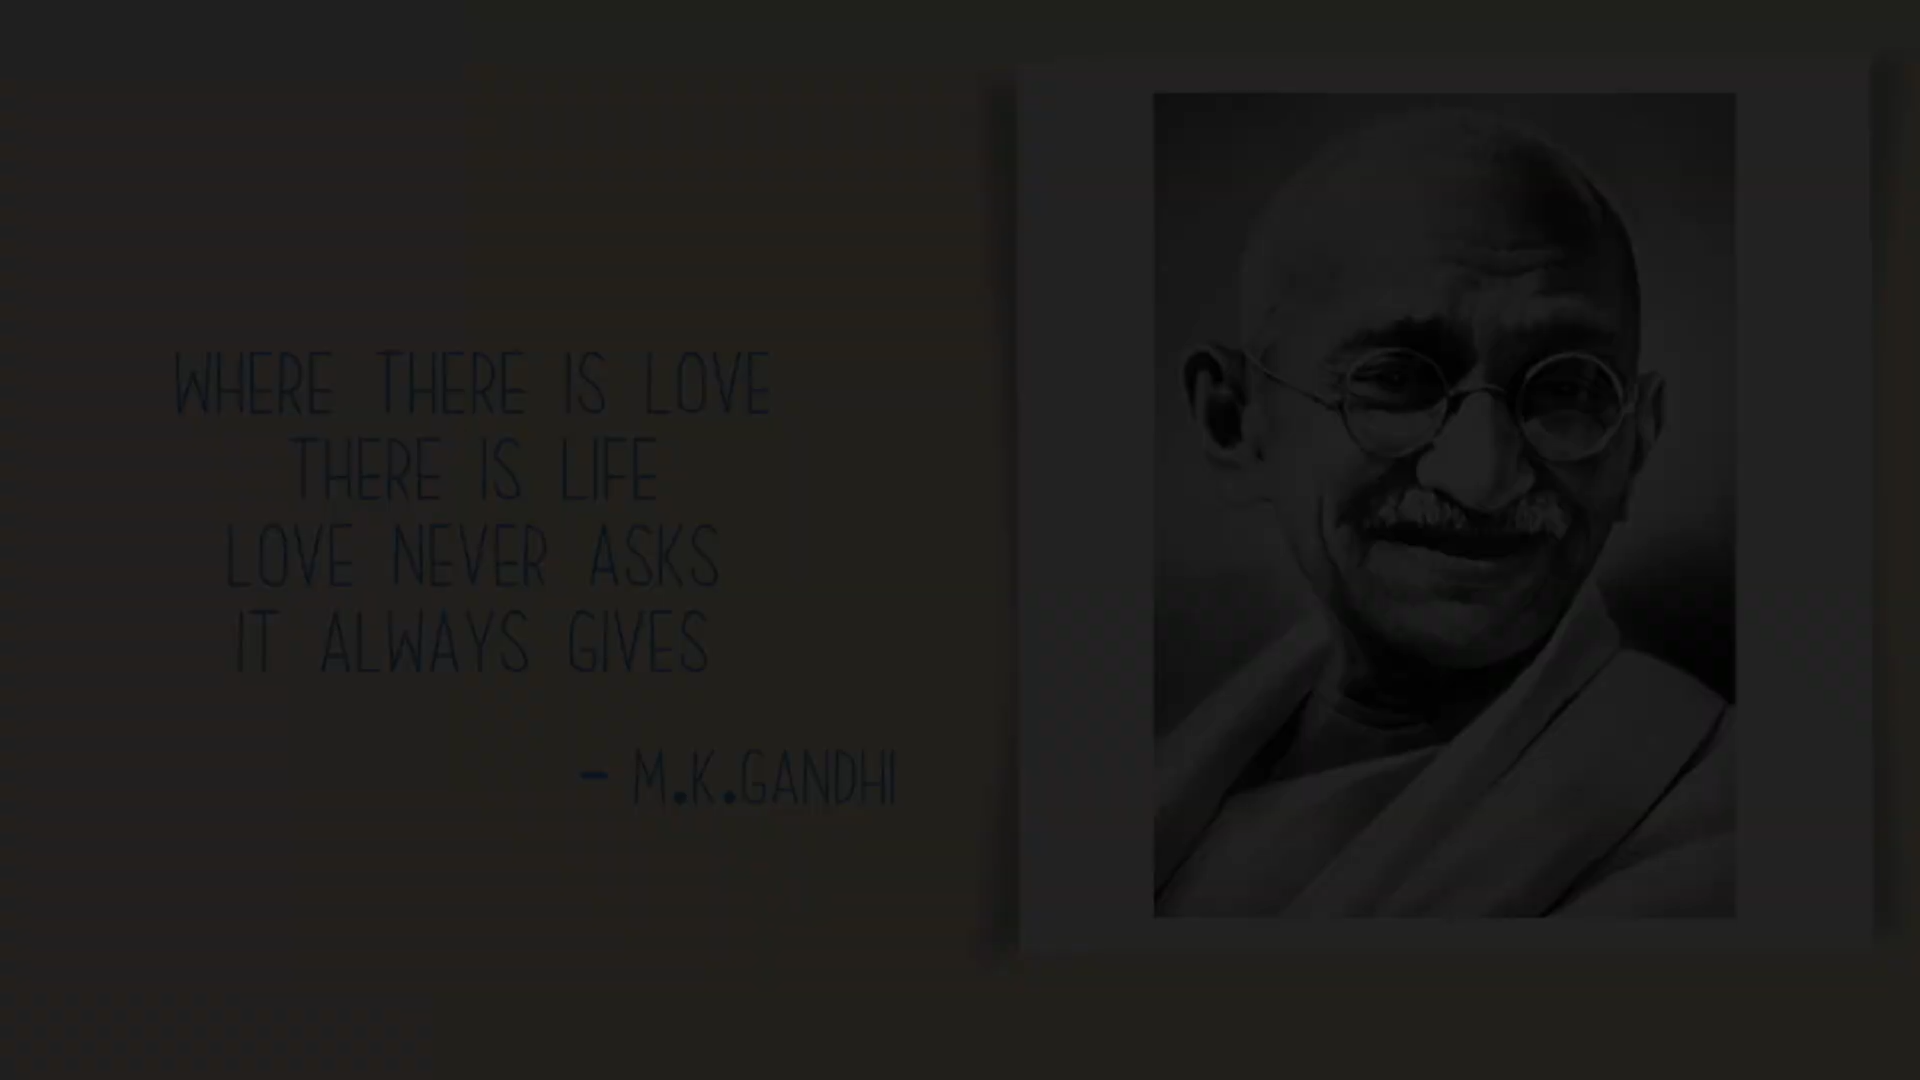 WHERE THERE IS LOVE
THERE IS LIFE
LOVE NEVER ASKS
IT ALWAYS GIVES
- M.K.GANDHI